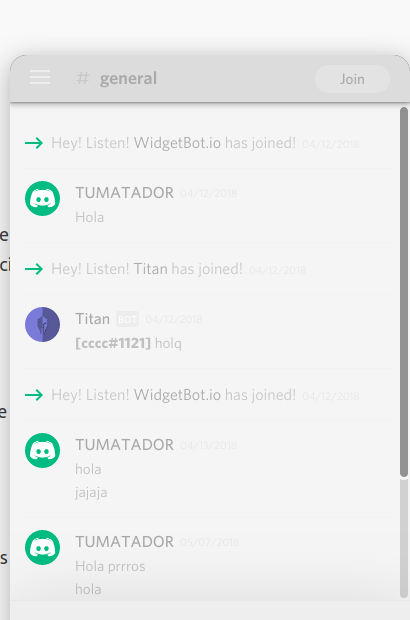 # general
Join
Hey! Listen! WidgetBot.io has joined! 04/12/2018
TUMATADOR 04/12/2018
Hola
Hey! Listen! Titan has joined! 04/12/2018
Titan BOT 04/12/2018
[cccc#1121] holq
Hey! Listen! WidgetBot.io has joined! 04/12/2018
TUMATADOR 04/13/2018
hola
jajaja
TUMATADOR 05/07/2018
Hola prrros
hola
e
ci
e
s